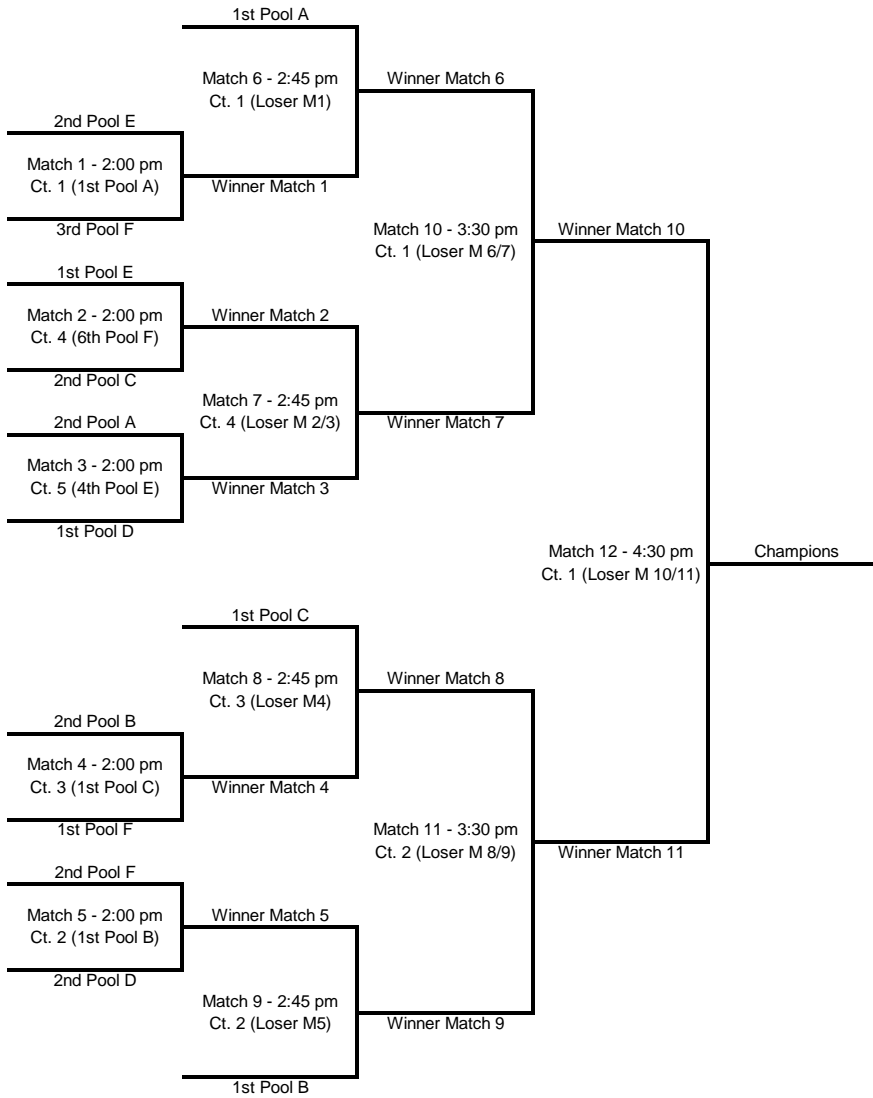 1st Pool A
Match 6 - 2:45 pm
Ct. 1 (Loser M1)
Winner Match 6
2nd Pool E
Match 1 - 2:00 pm
Ct. 1 (1st Pool A)
Winner Match 1
3rd Pool F
Match 10 - 3:30 pm
Ct. 1 (Loser M 6/7)
Winner Match 10
1st Pool E
Match 2 - 2:00 pm
Ct. 4 (6th Pool F)
Winner Match 2
2nd Pool C
Match 7 - 2:45 pm
Ct. 4 (Loser M 2/3)
Winner Match 7
2nd Pool A
Match 3 - 2:00 pm
Ct. 5 (4th Pool E)
Winner Match 3
1st Pool D
Match 12 - 4:30 pm
Ct. 1 (Loser M 10/11)
Champions
1st Pool C
Match 8 - 2:45 pm
Ct. 3 (Loser M4)
Winner Match 8
2nd Pool B
Match 4 - 2:00 pm
Ct. 3 (1st Pool C)
Winner Match 4
1st Pool F
Match 11 - 3:30 pm
Ct. 2 (Loser M 8/9)
Winner Match 11
2nd Pool F
Match 5 - 2:00 pm
Ct. 2 (1st Pool B)
Winner Match 5
2nd Pool D
Match 9 - 2:45 pm
Ct. 2 (Loser M5)
Winner Match 9
1st Pool B